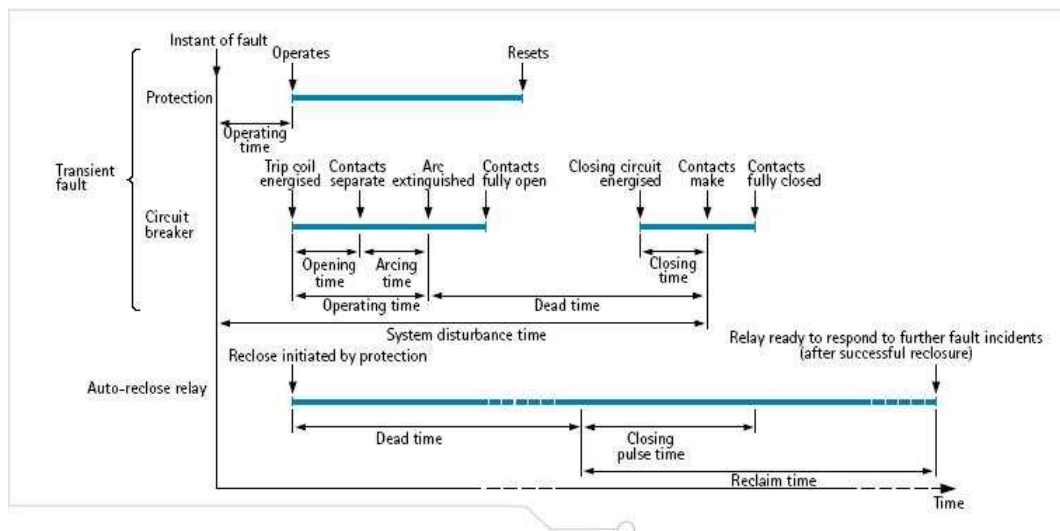 Instant of fault
Operates
Resets
Protection
Operating
time
Transient
fault
Trip coil
energised
Contacts
separate
Arc
extinguished
Contacts
fully open
Closing circuit
energised
Contacts
make
Contacts
fully closed
Circuit
breaker
Opening
time
Arcing
time
Closing
time
Operating time
Dead time
System disturbance time
Reclose initiated by protection
Relay ready to respond to further fault incidents
(after successful reclosure)
Auto-reclose relay
Dead time
Closing
pulse time
Reclaim time
Time